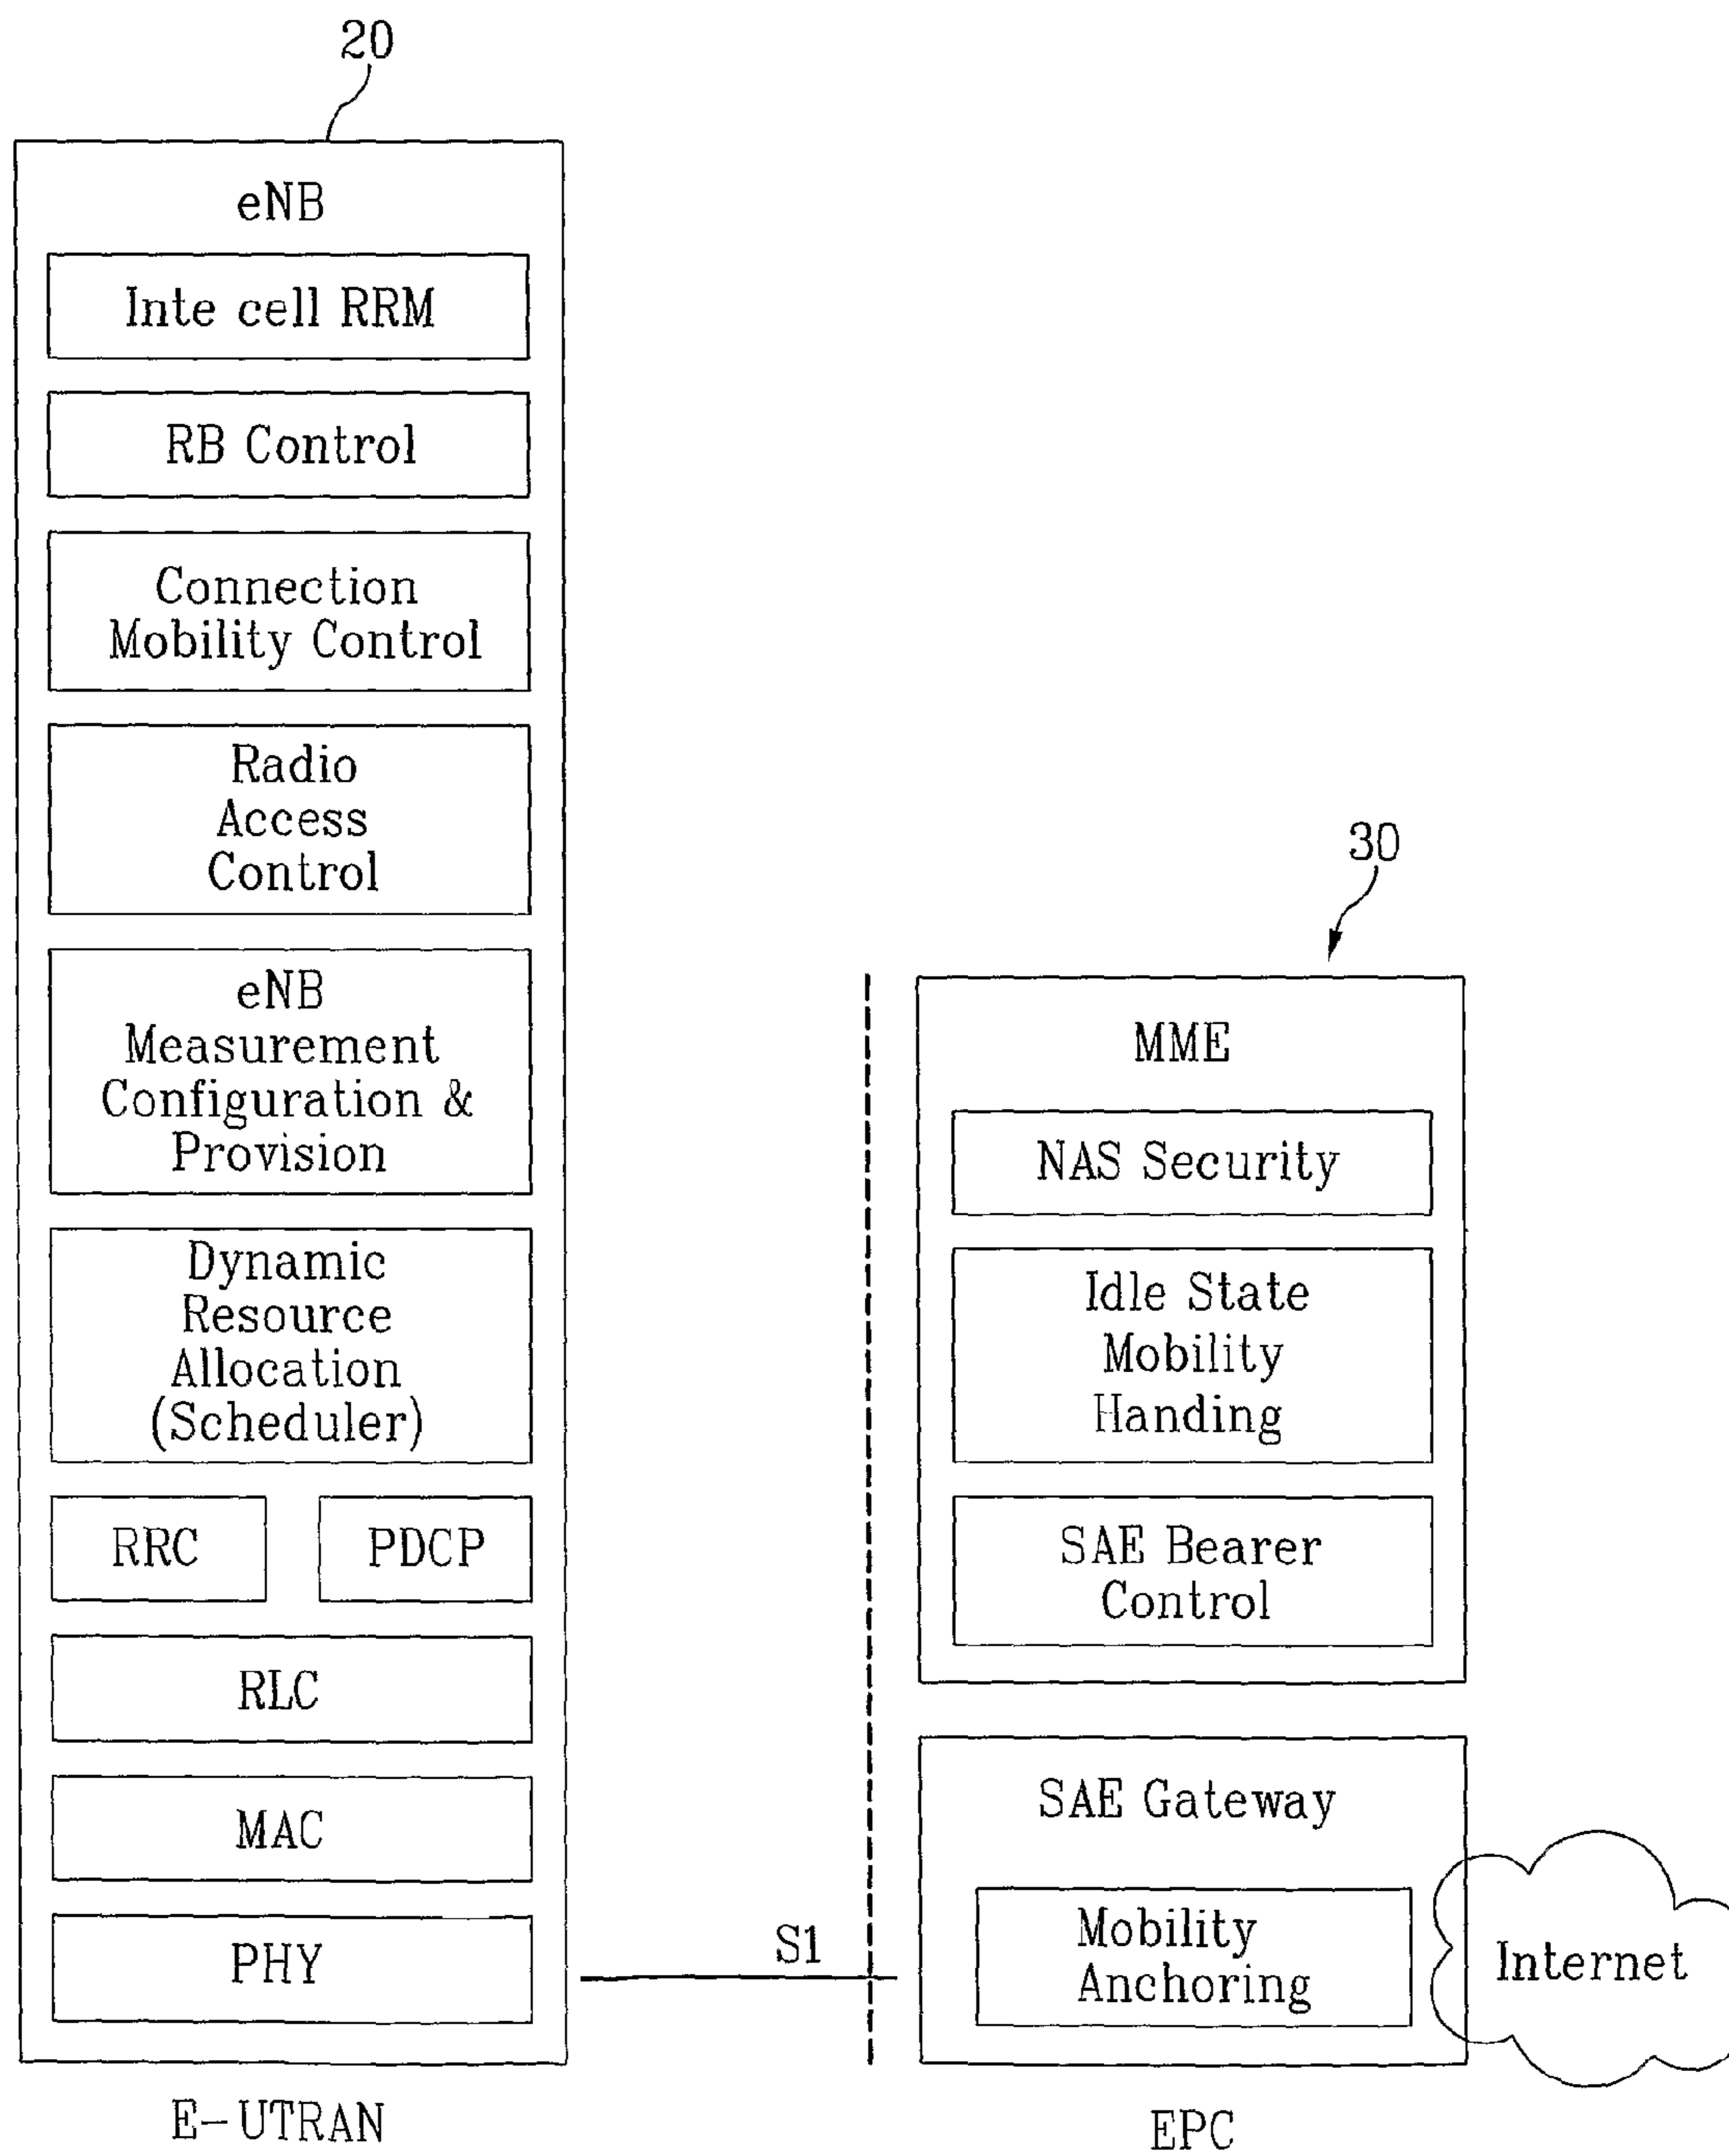 20
eNB
Inte cell RRM
RB Control
Connection
Mobility Control
Radio
Access
Control
eNB
Measurement
Configuration &
Provision
Dynamic
Resource
Allocation
(Scheduler)
RRC
PDCP
RLC
MAC
PHY
E-UTRAN
S1
30
MME
NAS Security
Idle State
Mobility
Handing
SAE Bearer
Control
SAE Gateway
Mobility
Anchoring
Internet
EPC